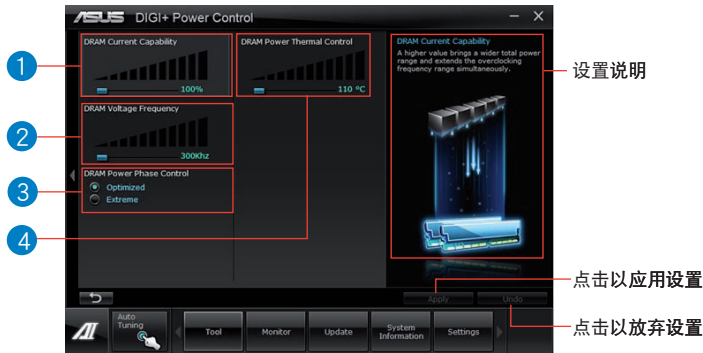 ASUS DIGI+ Power Control
DRAM Current Capability
100%
DRAM Power Thermal Control
110 ºC
DRAM Current Capability
A higher value brings a wider total power
range and extends the overclocking
frequency range simultaneously.
设置说明
1
DRAM Voltage Frequency
300Khz
2
DRAM Power Phase Control
Optimized
Extreme
3
4
点击以应用设置
Apply
Undo
点击以放弃设置
AI
Auto
Tuning
Tool
Monitor
Update
System
Information
Settings